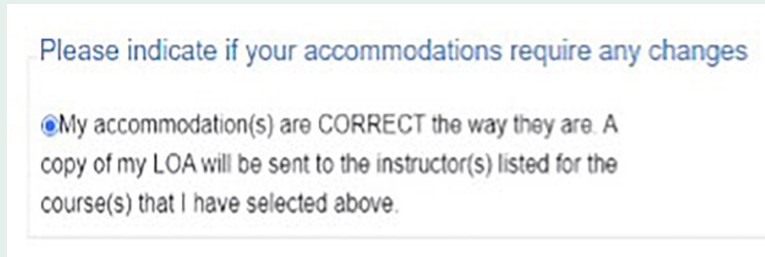 Please indicate if your accommodations require any changes
My accommodation(s) are CORRECT the way they are. A
copy of my LOA will be sent to the instructor(s) listed for the
course(s) that I have selected above.